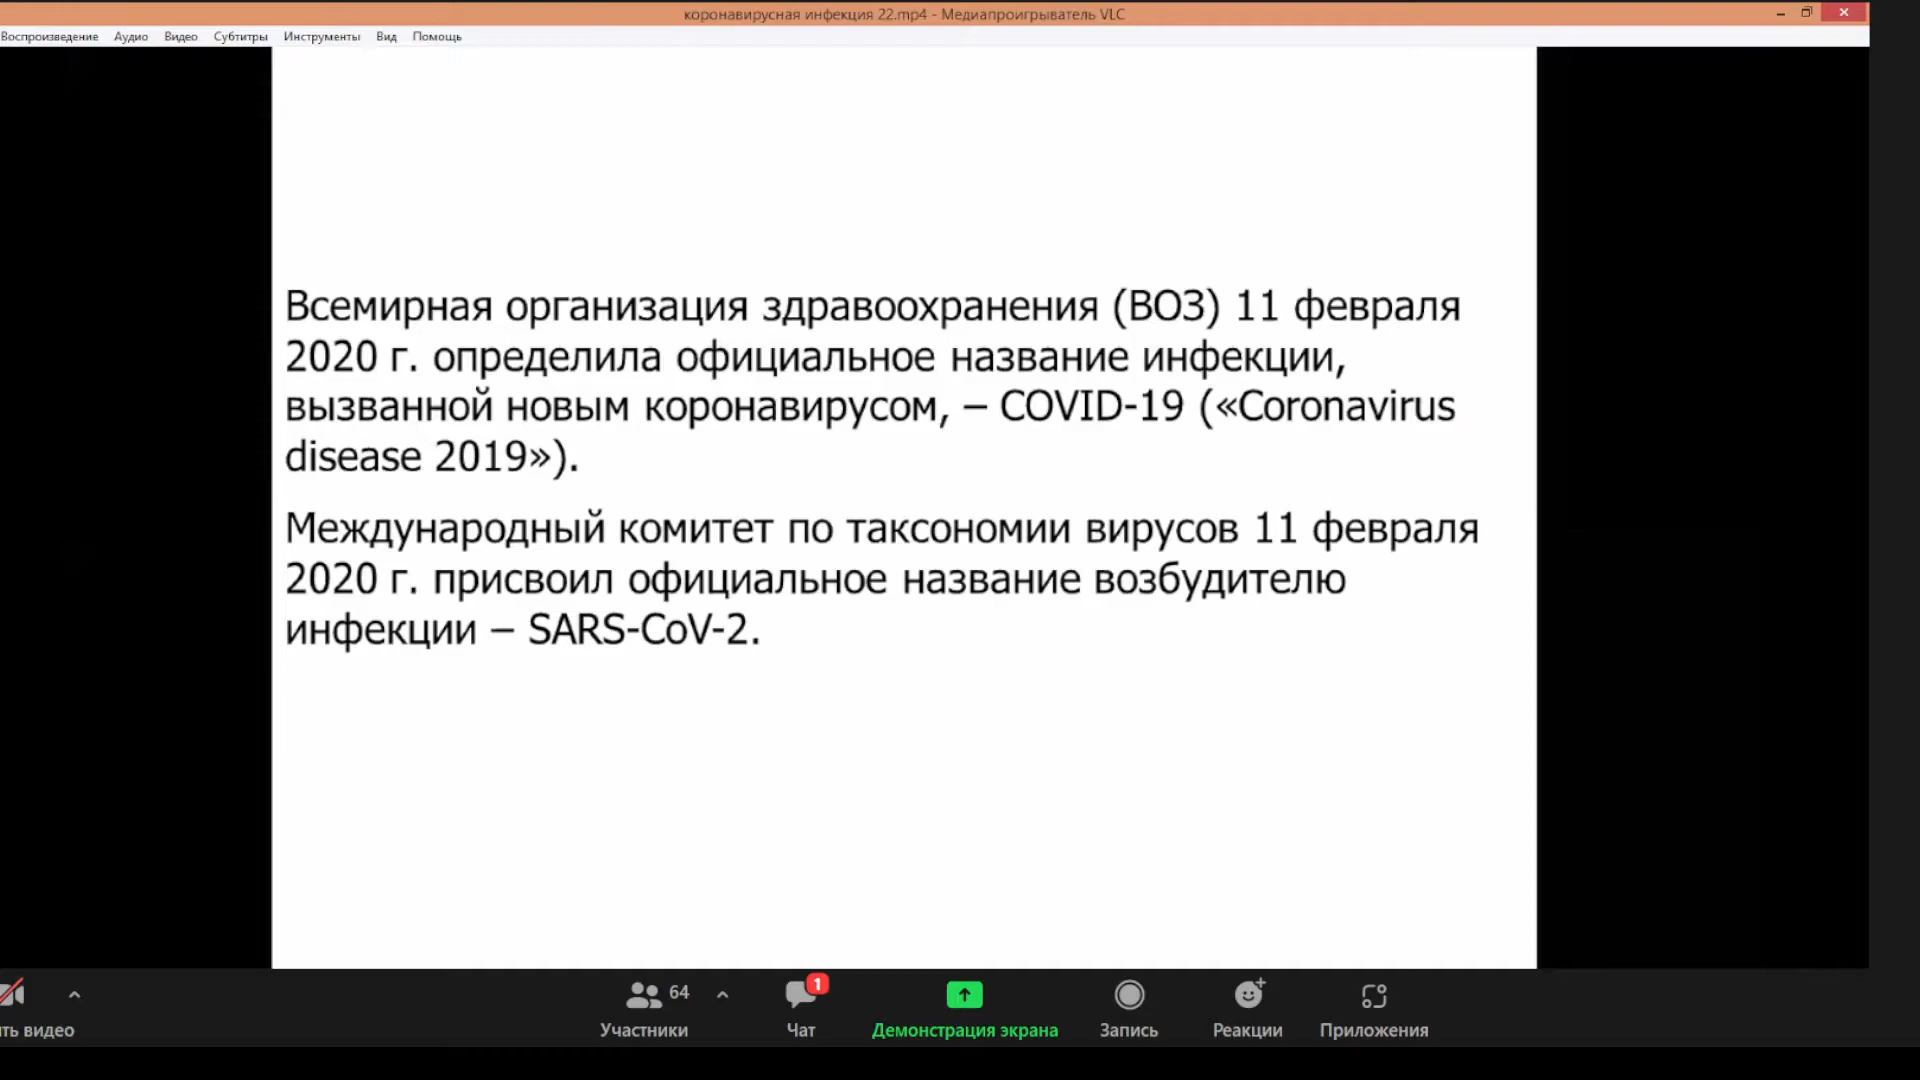 коронавирусная инфекция 22.mp4 - Медиапроигрыватель VLC
Воспроизведение Аудио Видео Субтитры Инструменты Вид Помощь
Всемирная организация здравоохранения (ВОЗ) 11 февраля
2020 г. определила официальное название инфекции,
вызванной новым коронавирусом, – COVID-19 («Coronavirus
disease 2019»).
Международный комитет по таксономии вирусов 11 февраля
2020 г. присвоил официальное название возбудителю
инфекции – SARS-CoV-2.
64 1
ть видео Участники Чат Демонстрация экрана Запись Реакции Приложения